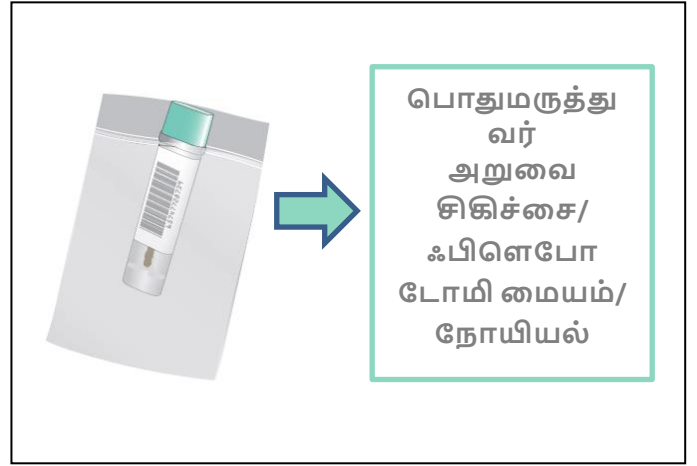 பொதுமருத்து
வர்
அறுவை
சிகிச்சை/
ஃபிளெபோ
டோமி மையம்/
நோயியல்